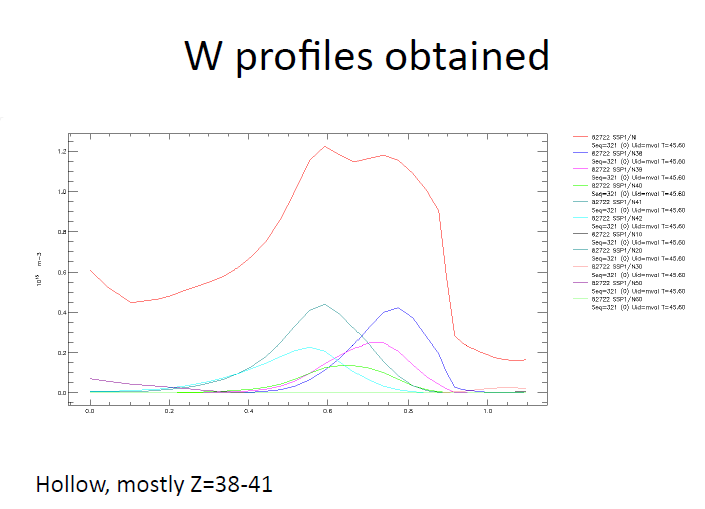 W profiles obtained
1.2
1.0
0.8
0.6
0.4
0.2
0.0
10¹⁵ m-3
0.0 0.2 0.4 0.6 0.8 1.0
82722 SSP1/NI
Seq=321 (0) Uid=mval T=45.60
82722 SSP1/N38
Seq=321 (0) Uid=mval T=45.60
82722 SSP1/N39
Seq=321 (0) Uid=mval T=45.60
82722 SSP1/N40
Seq=321 (0) Uid=mval T=45.60
82722 SSP1/N41
Seq=321 (0) Uid=mval T=45.60
82722 SSP1/N42
Seq=321 (0) Uid=mval T=45.60
82722 SSP1/N10
Seq=321 (0) Uid=mval T=45.60
82722 SSP1/N20
Seq=321 (0) Uid=mval T=45.60
82722 SSP1/N30
Seq=321 (0) Uid=mval T=45.60
82722 SSP1/N50
Seq=321 (0) Uid=mval T=45.60
82722 SSP1/N60
Seq=321 (0) Uid=mval T=45.60
Hollow, mostly Z=38-41